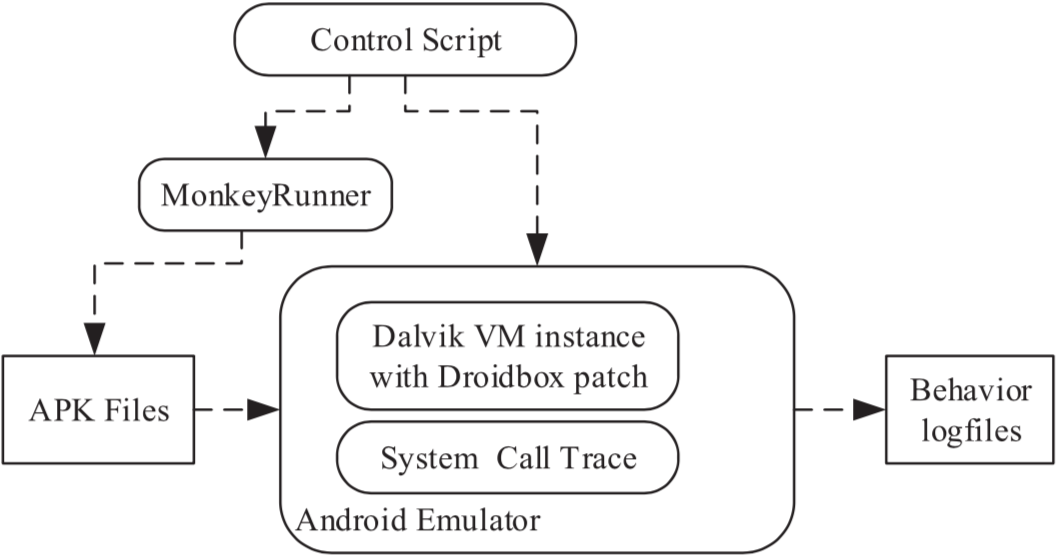 Control Script
MonkeyRunner
Dalvik VM instance
with Droidbox patch
APK Files
Behavior
logfiles
System Call Trace
Android Emulator